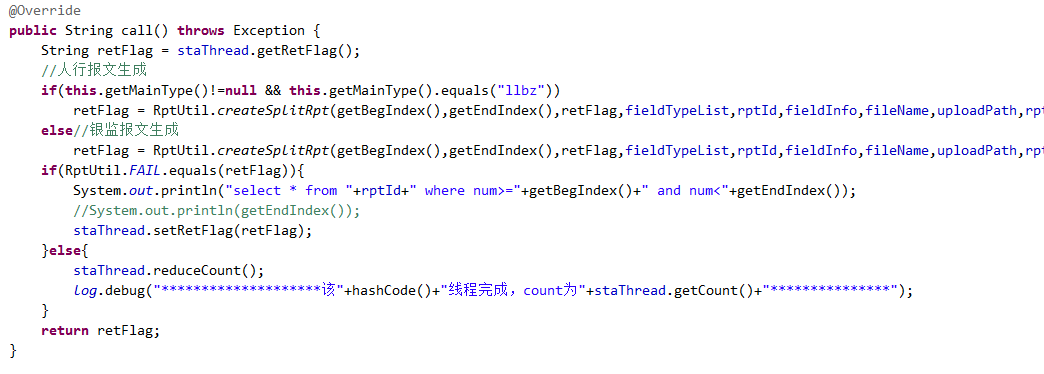 @Override
public String call() throws Exception {
    String retFlag = staThread.getRetFlag();
    //人行报文生成
    if(this.getMainType()!=null && this.getMainType().equals("llbz"))
        retFlag = RptUtil.createSplitRpt(getBegIndex(),getEndIndex(),retFlag,fieldTypeList,rptId,fieldInfo,fileName,uploadPath,rpt
    else//银监报文生成
        retFlag = RptUtil.createSplitRpt(getBegIndex(),getEndIndex(),retFlag,fieldTypeList,rptId,fieldInfo,fileName,uploadPath,rpt
    if(RptUtil.FAIL.equals(retFlag)){
        System.out.println("select * from "+rptId+" where num>="+getBegIndex()+" and num<"+getEndIndex());
        //System.out.println(getEndIndex());
        staThread.setRetFlag(retFlag);
    }else{
        staThread.reduceCount();
        log.debug("********************该"+hashCode()+"线程完成，count为"+staThread.getCount()+"***************");
    }
    return retFlag;
}